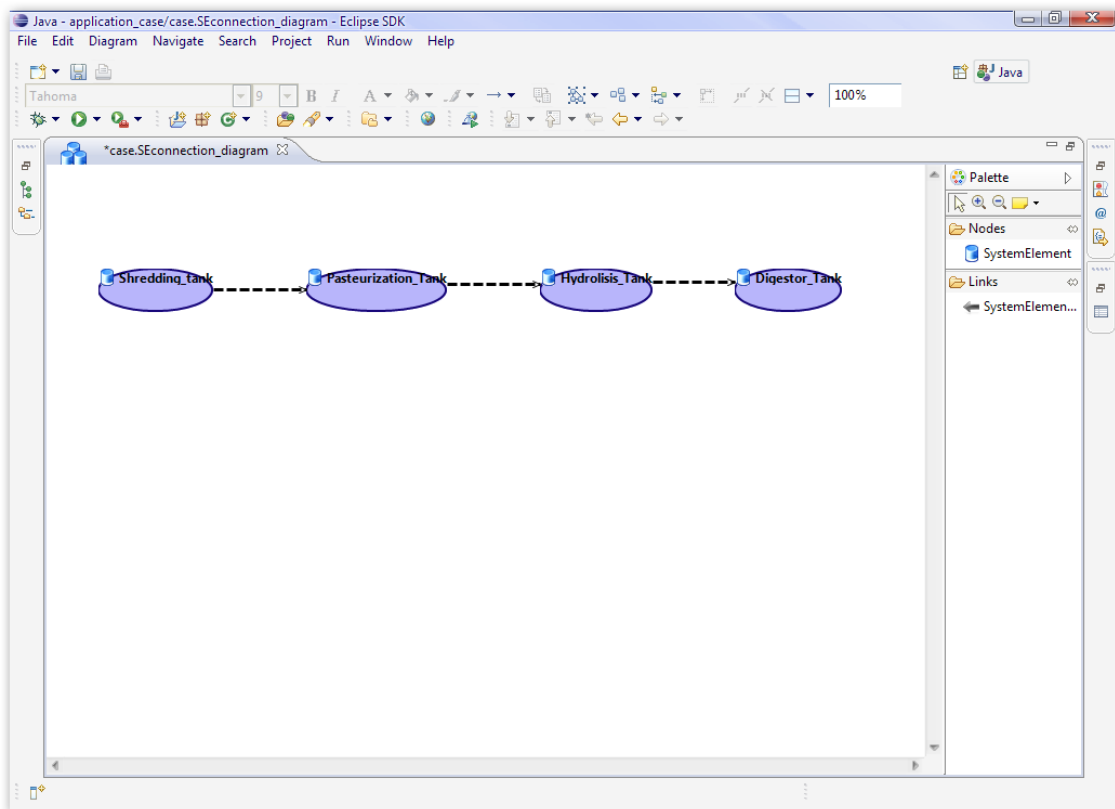 Java - application_case/case.SEconnection_diagram - Eclipse SDK
File Edit Diagram Navigate Search Project Run Window Help
Java
Tahoma 9 B I A 100%
*case.SEconnection_diagram
Palette
Nodes
SystemElement
Links
SystemElemen...
Shredding_tank Pasteurization_Tank Hydrolisis_Tank Digestor_Tank